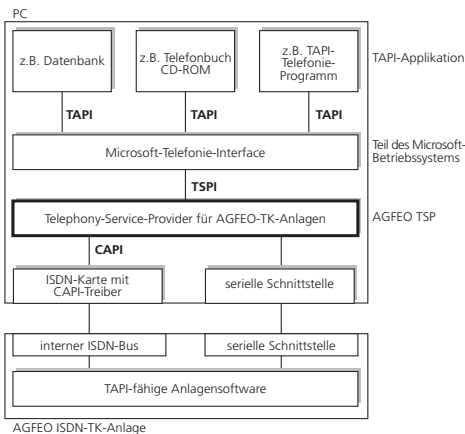 PC
z.B. Datenbank
z.B. Telefonbuch
CD-ROM
z.B. TAPI-
Telefonie-
Programm
TAPI-Applikation
TAPI
TAPI
TAPI
Microsoft-Telefonie-Interface
Teil des Microsoft-
Betriebssystems
TSPI
Telephony-Service-Provider für AGFEO-TK-Anlagen
AGFEO TSP
CAPI
ISDN-Karte mit
CAPI-Treiber
serielle Schnittstelle
interner ISDN-Bus
serielle Schnittstelle
TAPI-fähige Anlagensoftware
AGFEO ISDN-TK-Anlage